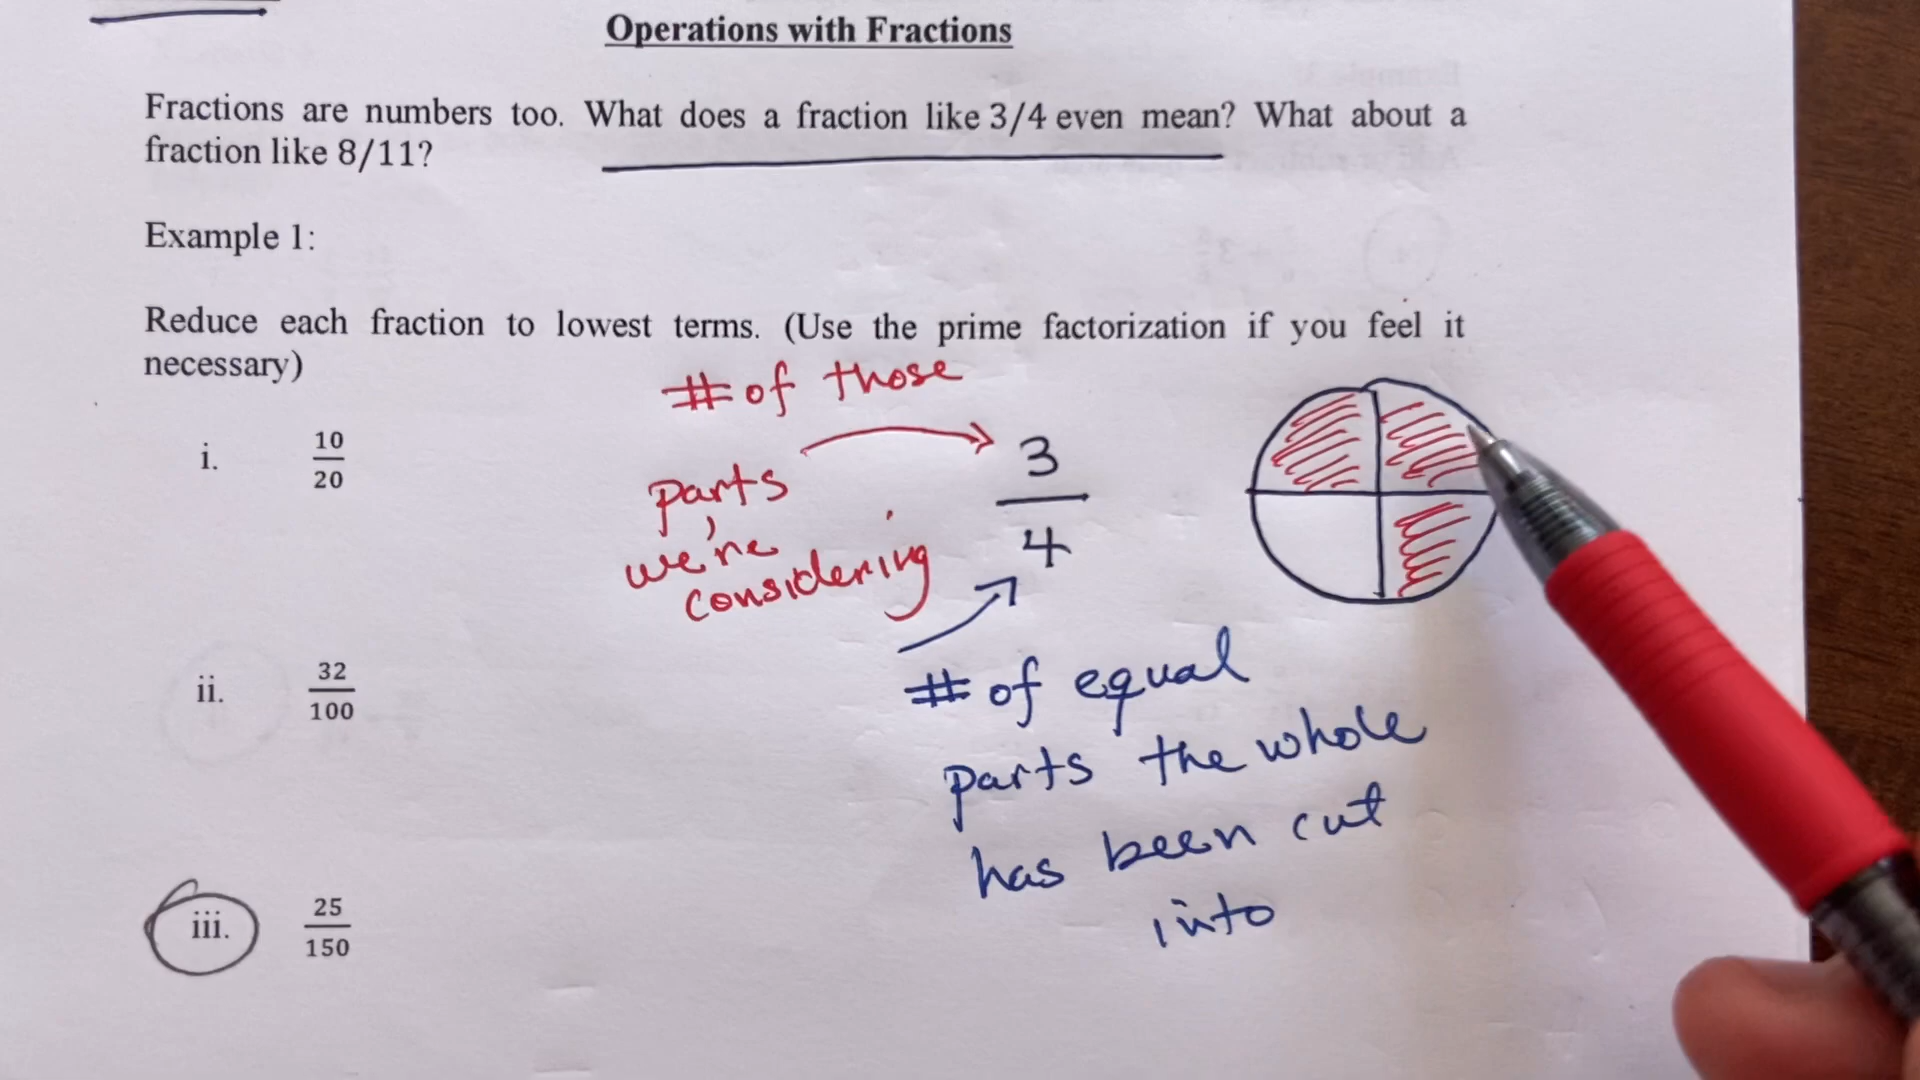 Operations with Fractions
Fractions are numbers too. What does a fraction like 3/4 even mean? What about a
fraction like 8/11?
Example 1:
Reduce each fraction to lowest terms. (Use the prime factorization if you feel it
necessary)
# of those
parts
we're
considering
3
4
# of equal
parts the whole
has been cut
into
i. 10
20
ii. 32
100
iii. 25
150